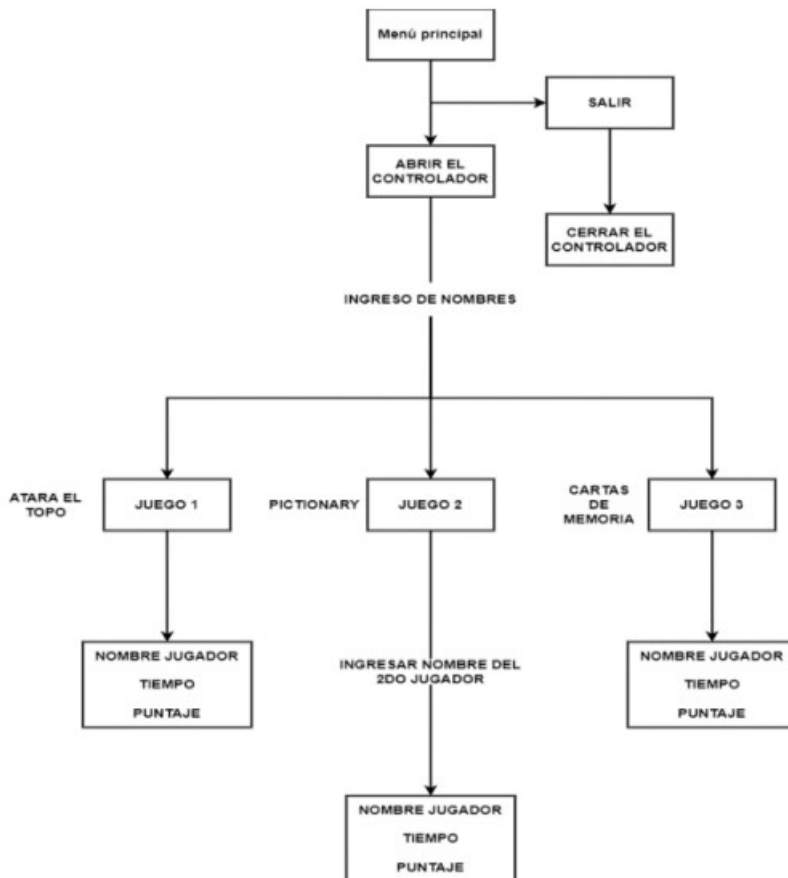 Menú principal
SALIR
ABRIR EL
CONTROLADOR
CERRAR EL
CONTROLADOR
INGRESO DE NOMBRES
ATARA EL
TOPO
JUEGO 1
PICTIONARY
JUEGO 2
CARTAS
DE
MEMORIA
JUEGO 3
NOMBRE JUGADOR
TIEMPO
PUNTAJE
INGRESAR NOMBRE DEL
2DO JUGADOR
NOMBRE JUGADOR
TIEMPO
PUNTAJE
NOMBRE JUGADOR
TIEMPO
PUNTAJE